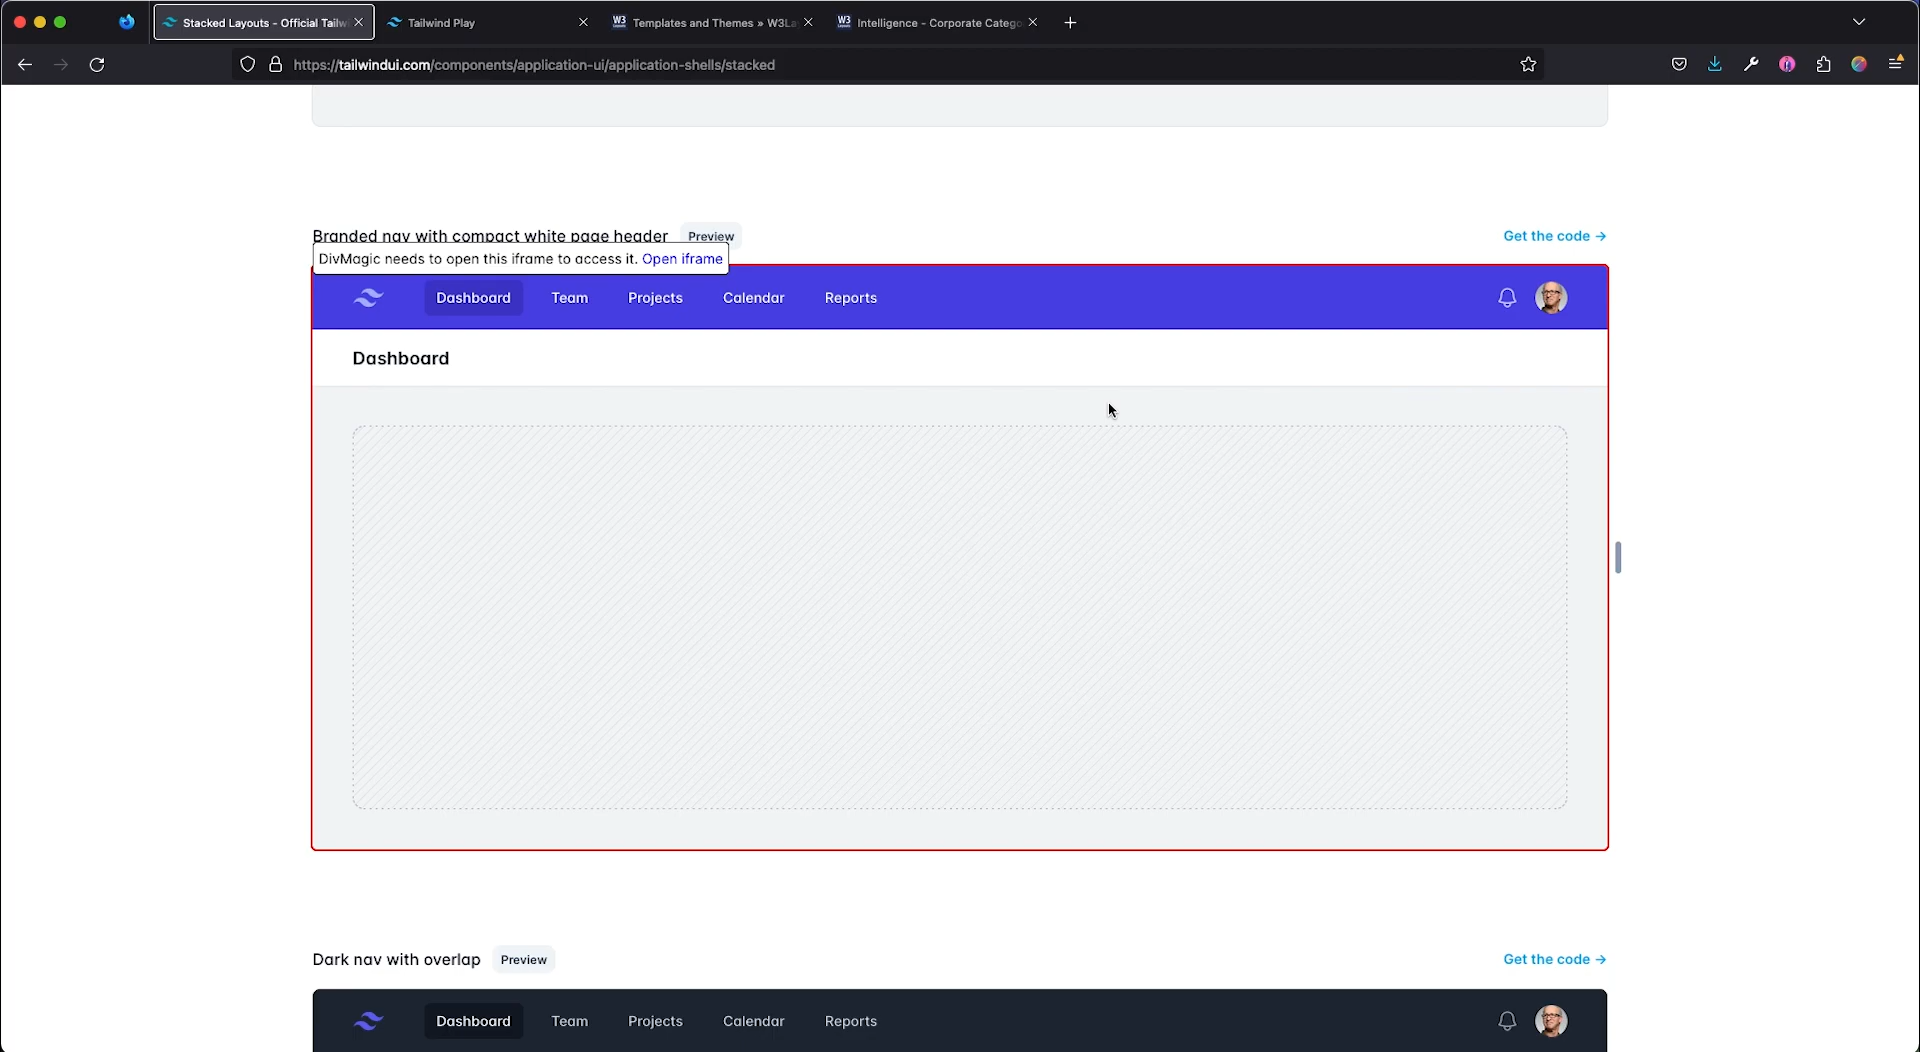 Stacked Layouts - Official Tailw
Tailwind Play
W3 Templates and Themes » W3La
W3 Intelligence - Corporate Catego
https://tailwindui.com/components/application-ui/application-shells/stacked
Branded nav with compact white page header Preview Get the code →
DivMagic needs to open this iframe to access it. Open iframe
Dashboard Team Projects Calendar Reports
Dashboard
Dark nav with overlap Preview Get the code →
Dashboard Team Projects Calendar Reports